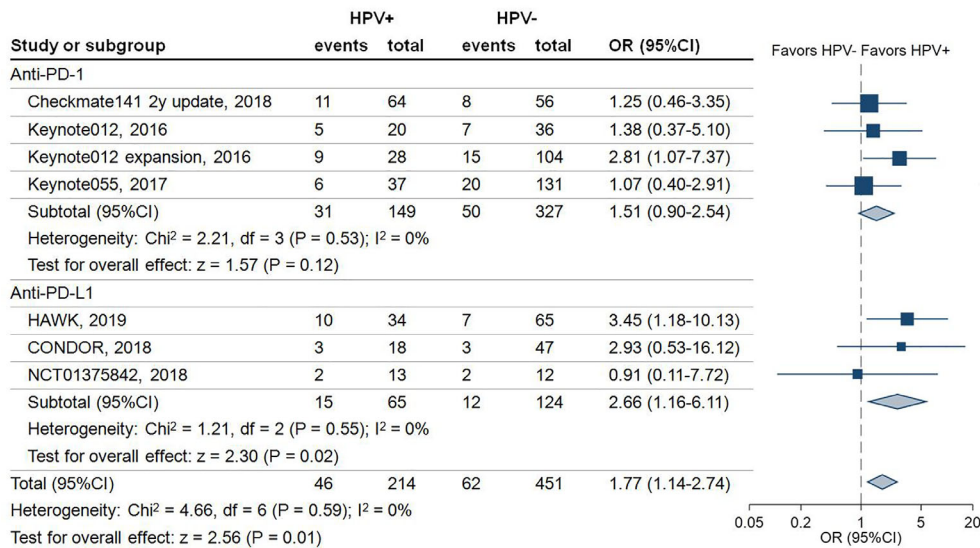 HPV+ HPV-
Study or subgroup events total events total OR (95%CI)
Favors HPV- Favors HPV+
Anti-PD-1
Checkmate141 2y update, 2018 11 64 8 56 1.25 (0.46-3.35)
Keynote012, 2016 5 20 7 36 1.38 (0.37-5.10)
Keynote012 expansion, 2016 9 28 15 104 2.81 (1.07-7.37)
Keynote055, 2017 6 37 20 131 1.07 (0.40-2.91)
Subtotal (95%CI) 31 149 50 327 1.51 (0.90-2.54)
Heterogeneity: Chi² = 2.21, df = 3 (P = 0.53); I² = 0%
Test for overall effect: z = 1.57 (P = 0.12)
Anti-PD-L1
HAWK, 2019 10 34 7 65 3.45 (1.18-10.13)
CONDOR, 2018 3 18 3 47 2.93 (0.53-16.12)
NCT01375842, 2018 2 13 2 12 0.91 (0.11-7.72)
Subtotal (95%CI) 15 65 12 124 2.66 (1.16-6.11)
Heterogeneity: Chi² = 1.21, df = 2 (P = 0.55); I² = 0%
Test for overall effect: z = 2.30 (P = 0.02)
Total (95%CI) 46 214 62 451 1.77 (1.14-2.74)
Heterogeneity: Chi² = 4.66, df = 6 (P = 0.59); I² = 0%
Test for overall effect: z = 2.56 (P = 0.01)
0.05 0.2 1 5 20
OR (95%CI)